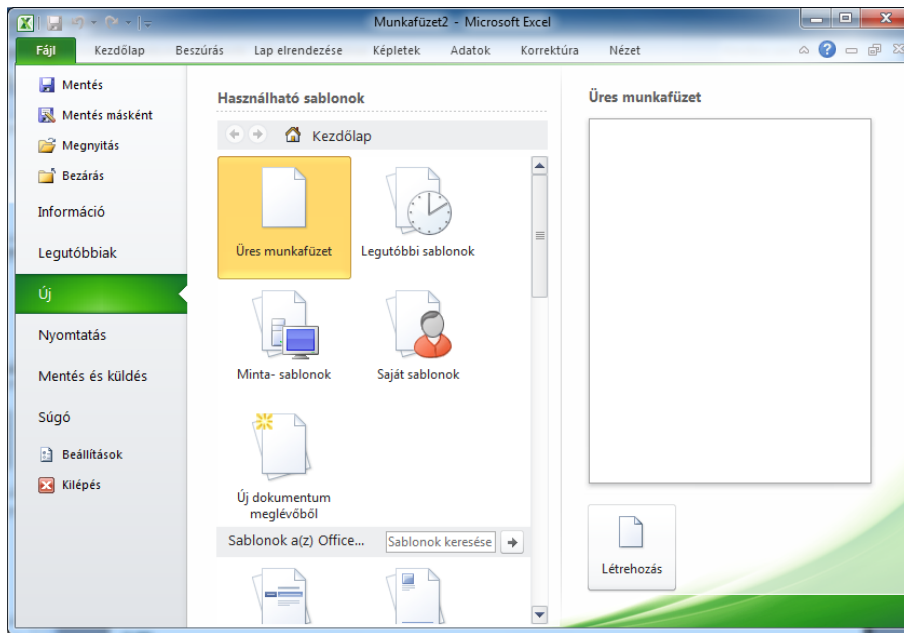 Munkafüzet2 - Microsoft Excel
Fájl Kezdőlap Beszúrás Lap elrendezése Képletek Adatok Korrektúra Nézet
Mentés
Mentés másként
Megnyitás
Bezárás
Információ
Legutóbbiak
Új
Nyomtatás
Mentés és küldés
Súgó
Beállítások
Kilépés
Használható sablonok
Kezdőlap
Üres munkafüzet
Legutóbbi sablonok
Minta- sablonok
Saját sablonok
Új dokumentum
meglévőből
Sablonok a(z) Office...
Sablonok keresése
Üres munkafüzet
Létrehozás